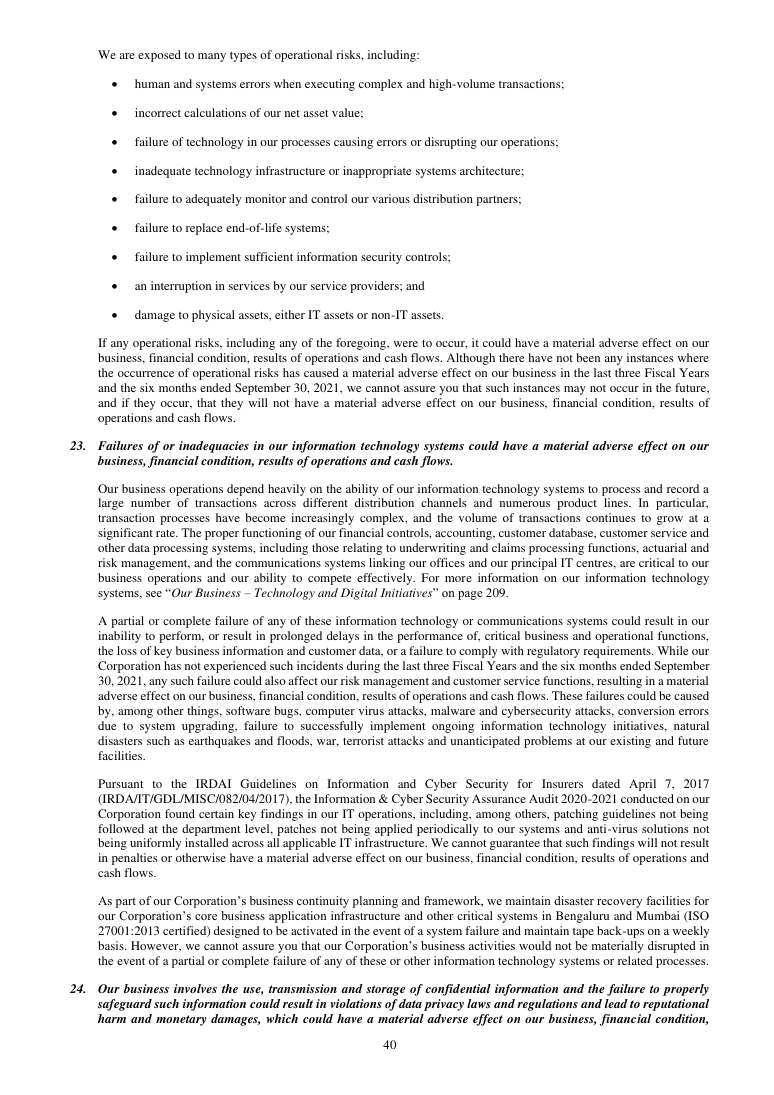 We are exposed to many types of operational risks, including:
• human and systems errors when executing complex and high-volume transactions;
• incorrect calculations of our net asset value;
• failure of technology in our processes causing errors or disrupting our operations;
• inadequate technology infrastructure or inappropriate systems architecture;
• failure to adequately monitor and control our various distribution partners;
• failure to replace end-of-life systems;
• failure to implement sufficient information security controls;
• an interruption in services by our service providers; and
• damage to physical assets, either IT assets or non-IT assets.
If any operational risks, including any of the foregoing, were to occur, it could have a material adverse effect on our
business, financial condition, results of operations and cash flows. Although there have not been any instances where
the occurrence of operational risks has caused a material adverse effect on our business in the last three Fiscal Years
and the six months ended September 30, 2021, we cannot assure you that such instances may not occur in the future,
and if they occur, that they will not have a material adverse effect on our business, financial condition, results of
operations and cash flows.
23. Failures of or inadequacies in our information technology systems could have a material adverse effect on our
business, financial condition, results of operations and cash flows.
Our business operations depend heavily on the ability of our information technology systems to process and record a
large number of transactions across different distribution channels and numerous product lines. In particular,
transaction processes have become increasingly complex, and the volume of transactions continues to grow at a
significant rate. The proper functioning of our financial controls, accounting, customer database, customer service and
other data processing systems, including those relating to underwriting and claims processing functions, actuarial and
risk management, and the communications systems linking our offices and our principal IT centres, are critical to our
business operations and our ability to compete effectively. For more information on our information technology
systems, see “Our Business – Technology and Digital Initiatives” on page 209.
A partial or complete failure of any of these information technology or communications systems could result in our
inability to perform, or result in prolonged delays in the performance of, critical business and operational functions,
the loss of key business information and customer data, or a failure to comply with regulatory requirements. While our
Corporation has not experienced such incidents during the last three Fiscal Years and the six months ended September
30, 2021, any such failure could also affect our risk management and customer service functions, resulting in a material
adverse effect on our business, financial condition, results of operations and cash flows. These failures could be caused
by, among other things, software bugs, computer virus attacks, malware and cybersecurity attacks, conversion errors
due to system upgrading, failure to successfully implement ongoing information technology initiatives, natural
disasters such as earthquakes and floods, war, terrorist attacks and unanticipated problems at our existing and future
facilities.
Pursuant to the IRDAI Guidelines on Information and Cyber Security for Insurers dated April 7, 2017
(IRDA/IT/GDL/MISC/082/04/2017), the Information & Cyber Security Assurance Audit 2020-2021 conducted on our
Corporation found certain key findings in our IT operations, including, among others, patching guidelines not being
followed at the department level, patches not being applied periodically to our systems and anti-virus solutions not
being uniformly installed across all applicable IT infrastructure. We cannot guarantee that such findings will not result
in penalties or otherwise have a material adverse effect on our business, financial condition, results of operations and
cash flows.
As part of our Corporation’s business continuity planning and framework, we maintain disaster recovery facilities for
our Corporation’s core business application infrastructure and other critical systems in Bengaluru and Mumbai (ISO
27001:2013 certified) designed to be activated in the event of a system failure and maintain tape back-ups on a weekly
basis. However, we cannot assure you that our Corporation’s business activities would not be materially disrupted in
the event of a partial or complete failure of any of these or other information technology systems or related processes.
24. Our business involves the use, transmission and storage of confidential information and the failure to properly
safeguard such information could result in violations of data privacy laws and regulations and lead to reputational
harm and monetary damages, which could have a material adverse effect on our business, financial condition,
40